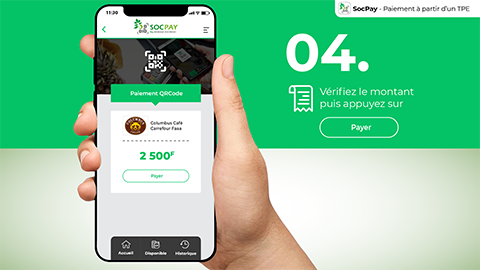 SocPay - Paiement à partir d'un TPE
11:30
SOCPAY
Paiement QRCode
Columbus Café
Carrefour Faaa
2 500F
Payer
Accueil
Disponible
Historique
04.
Vérifiez le montant
puis appuyez sur
Payer